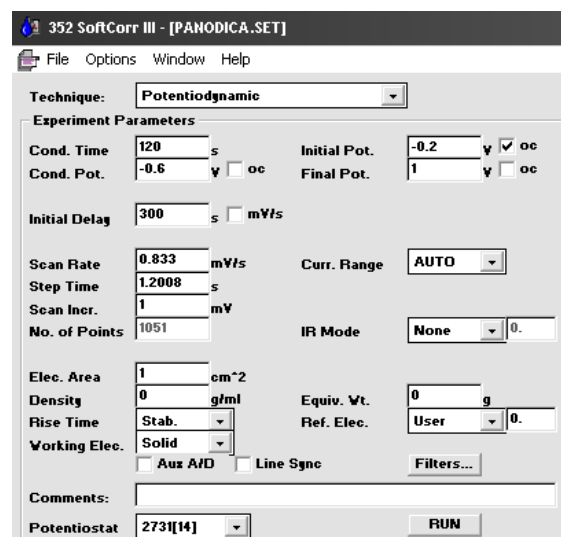 352 SoftCorr III - [PANODICA.SET]
File Options Window Help
Technique: Potentiodynamic
Experiment Parameters
Cond. Time 120 s Initial Pot. -0.2 V oc
Cond. Pot. -0.6 V oc Final Pot. 1 V oc
Initial Delay 300 s mV/s
Scan Rate 0.833 mV/s Curr. Range AUTO
Step Time 1.2008 s
Scan Incr. 1 mV
No. of Points 1051 IR Mode None 0.
Elec. Area 1 cm^2
Density 0 g/ml Equiv. Wt. 0 g
Rise Time Stab. Ref. Elec. User 0.
Working Elec. Solid
Aux A/D Line Sync Filters...
Comments:
Potentiostat 2731[14] RUN